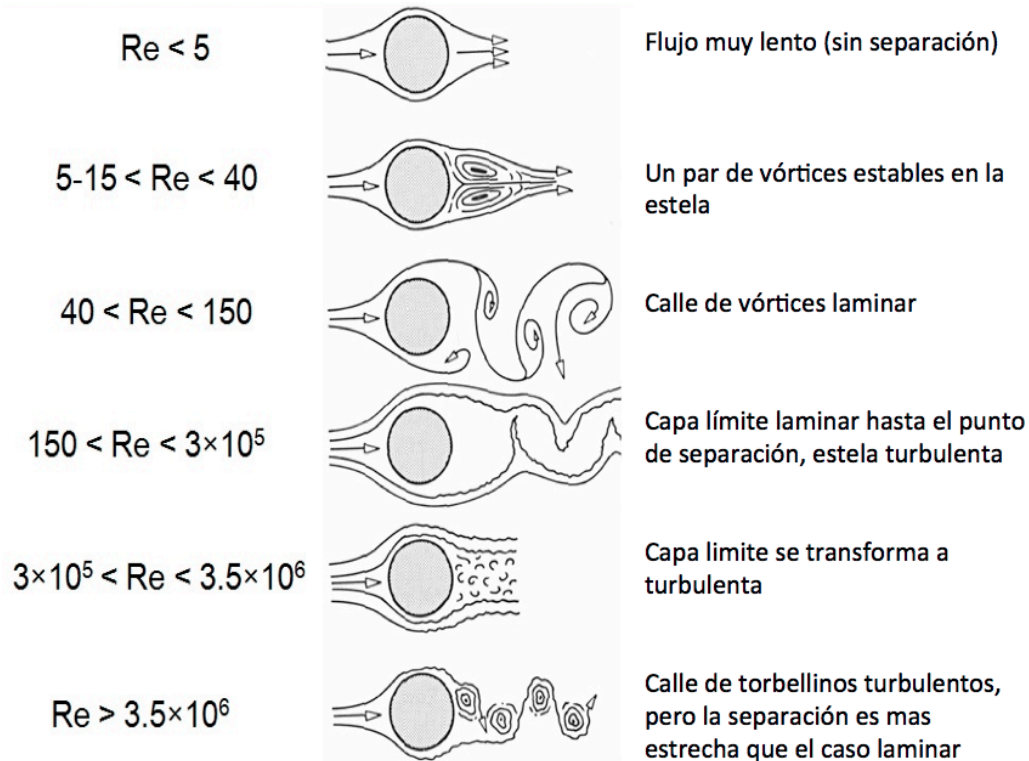 Re < 5
Flujo muy lento (sin separación)
5-15 < Re < 40
Un par de vórtices estables en la
estela
40 < Re < 150
Calle de vórtices laminar
150 < Re < 3×10⁵
Capa límite laminar hasta el punto
de separación, estela turbulenta
3×10⁵ < Re < 3.5×10⁶
Capa limite se transforma a
turbulenta
Re > 3.5×10⁶
Calle de torbellinos turbulentos,
pero la separación es mas
estrecha que el caso laminar